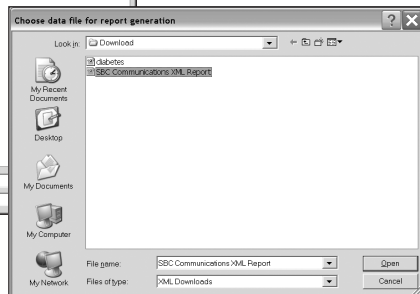 Choose data file for report generation
Look in: Download
diabetes
SBC Communications XML Report
My Recent
Documents
Desktop
My Documents
My Computer
My Network
File name: SBC Communications XML Report Open
Files of type: XML Downloads Cancel